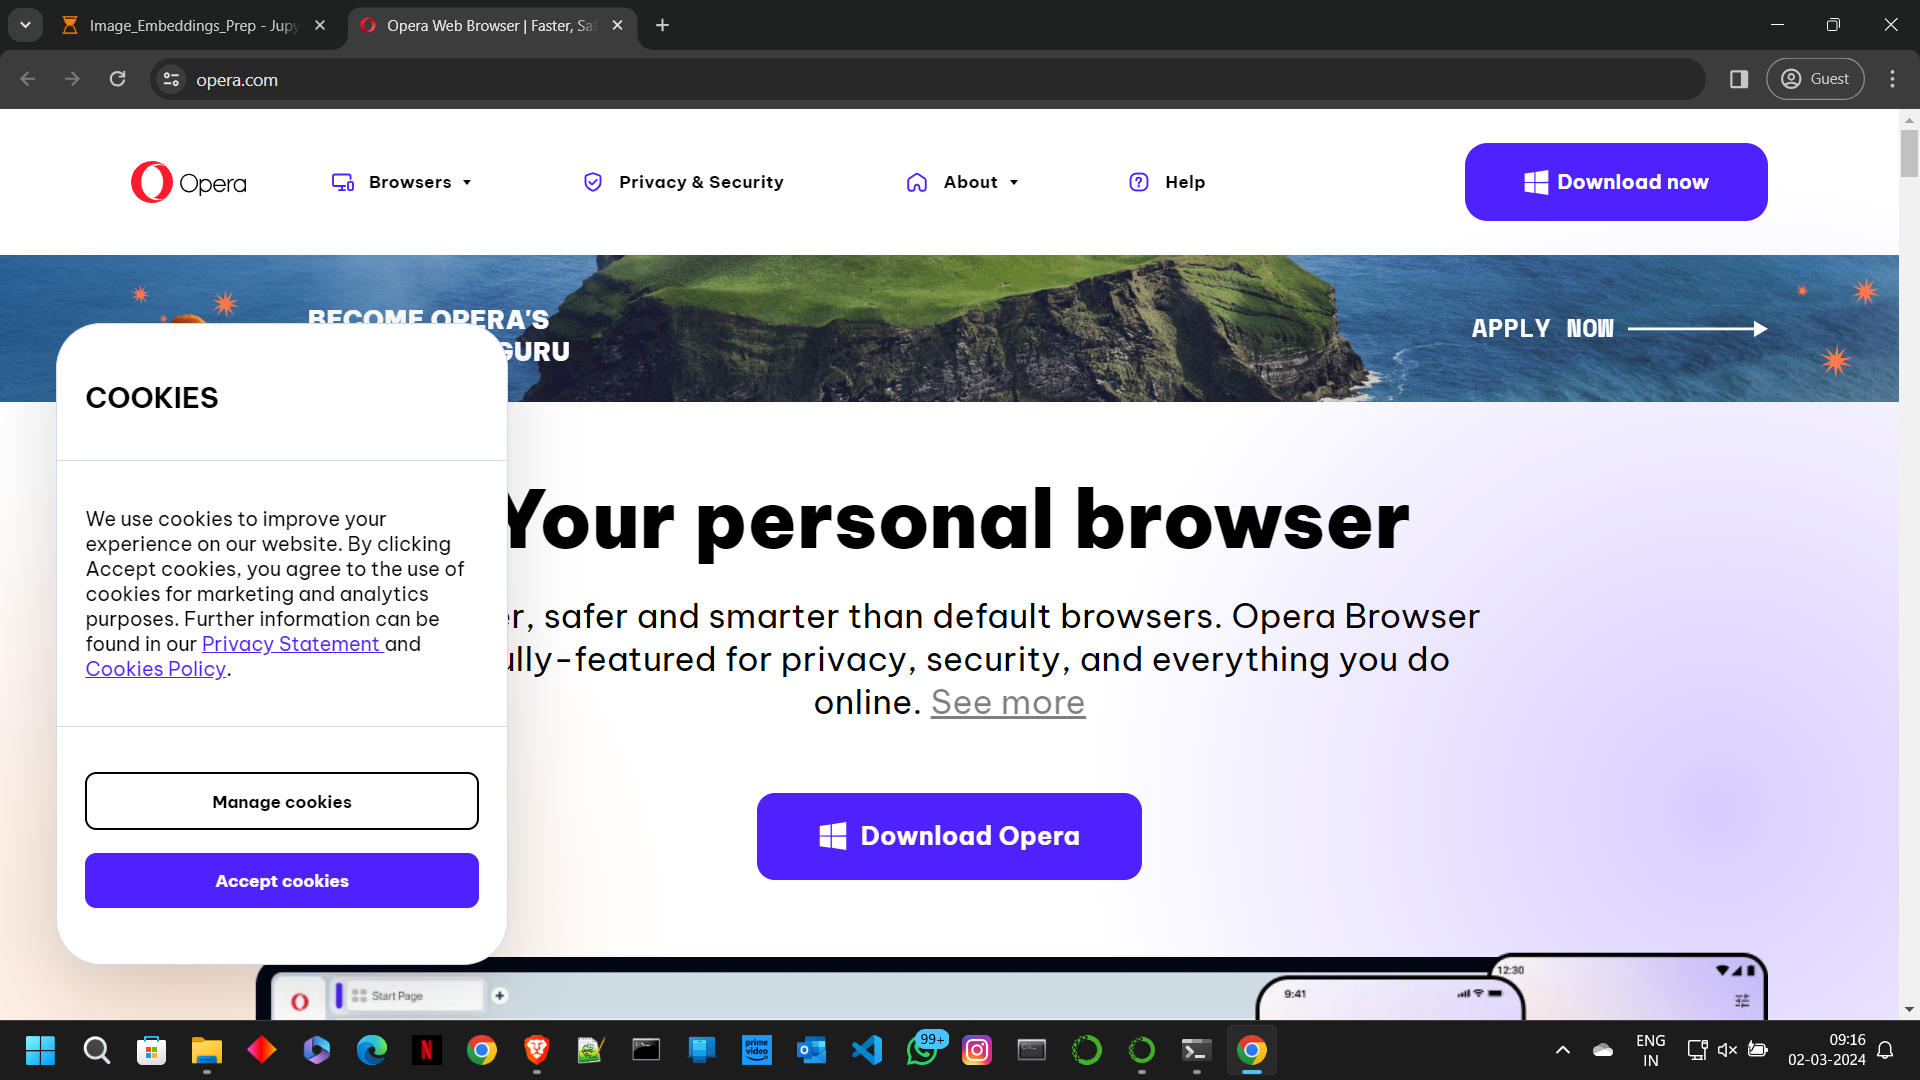 Image_Embeddings_Prep - Jupy
Opera Web Browser | Faster, Saf
opera.com
Guest
Opera
Browsers
Privacy & Security
About
Help
Download now
BECOME OPERA'S
GURU
APPLY NOW
COOKIES
We use cookies to improve your
experience on our website. By clicking
Accept cookies, you agree to the use of
cookies for marketing and analytics
purposes. Further information can be
found in our Privacy Statement and
Cookies Policy.
Manage cookies
Accept cookies
Your personal browser
r, safer and smarter than default browsers. Opera Browser
ully-featured for privacy, security, and everything you do
online. See more
Download Opera
Start Page
9:41
12:30
prime
video
99+
ENG
IN
09:16
02-03-2024